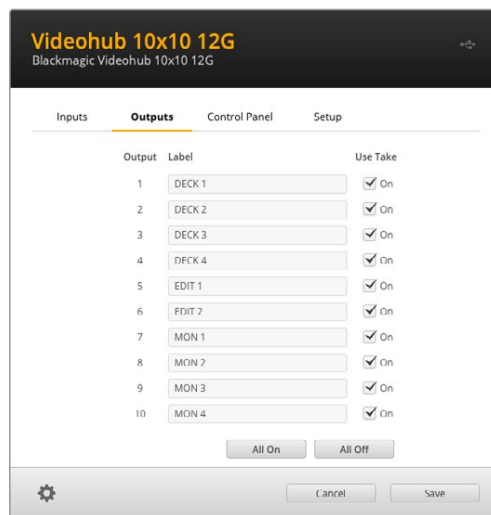 Videohub 10x10 12G
Blackmagic Videohub 10x10 12G
Inputs Outputs Control Panel Setup
Output Label Use Take
1 DECK 1 On
2 DECK 2 On
3 DECK 3 On
4 DECK 4 On
5 EDIT 1 On
6 EDIT 2 On
7 MON 1 On
8 MON 2 On
9 MON 3 On
10 MON 4 On
All On All Off
Cancel Save